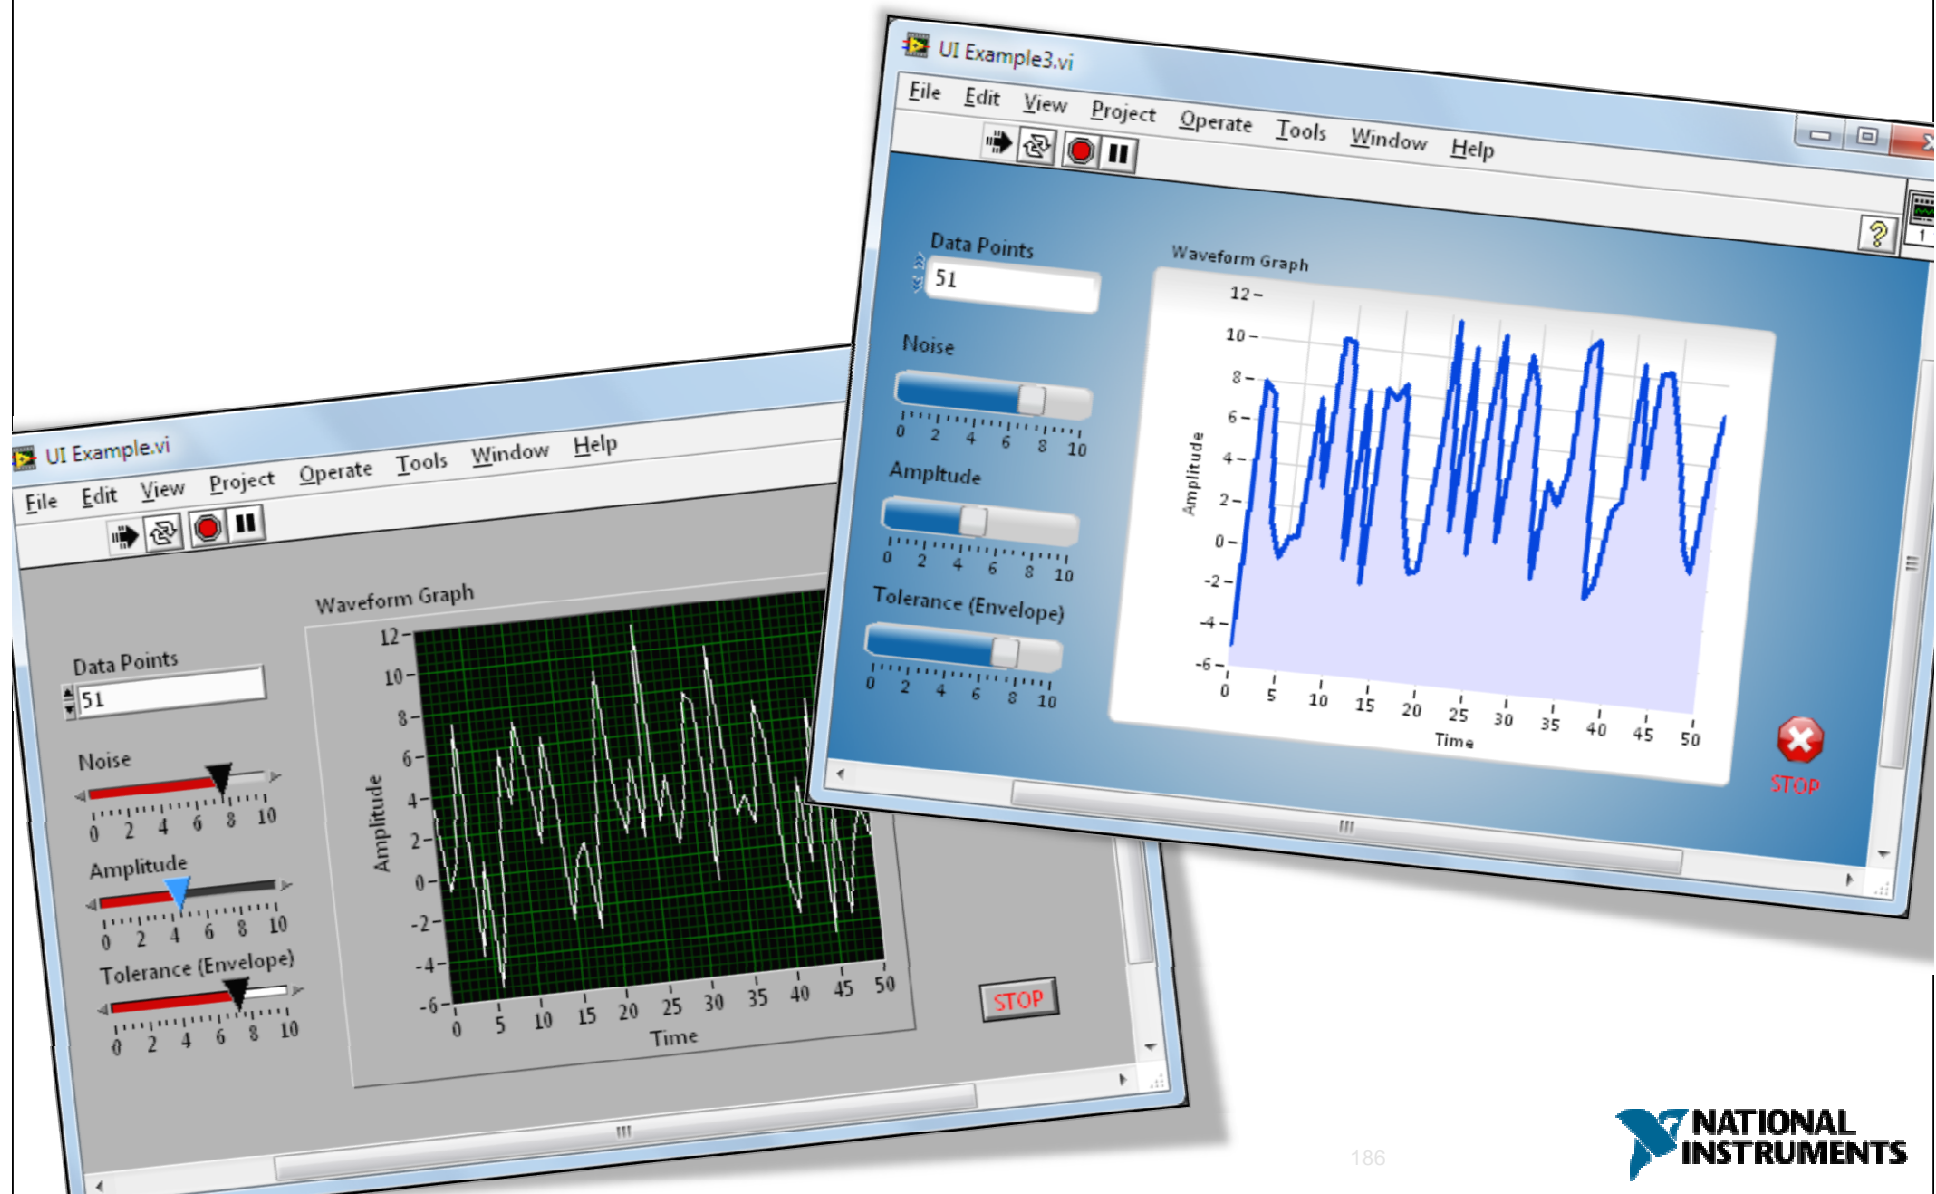 UI Example3.vi
File Edit View Project Operate Tools Window Help
Data Points
51
Noise
0 2 4 6 8 10
Ampltude
0 2 4 6 8 10
Tolerance (Envelope)
0 2 4 6 8 10
Waveform Graph
12
10
8
6
4
2
0
-2
-4
-6
Amplitude
0 5 10 15 20 25 30 35 40 45 50
Time
STOP
?
1
UI Example.vi
File Edit View Project Operate Tools Window Help
Data Points
51
Noise
0 2 4 6 8 10
Amplitude
0 2 4 6 8 10
Tolerance (Envelope)
0 2 4 6 8 10
Waveform Graph
12
10
8
6
4
2
0
-2
-4
-6
Amplitude
0 5 10 15 20 25 30 35 40 45 50
Time
STOP
186
NATIONAL
INSTRUMENTS